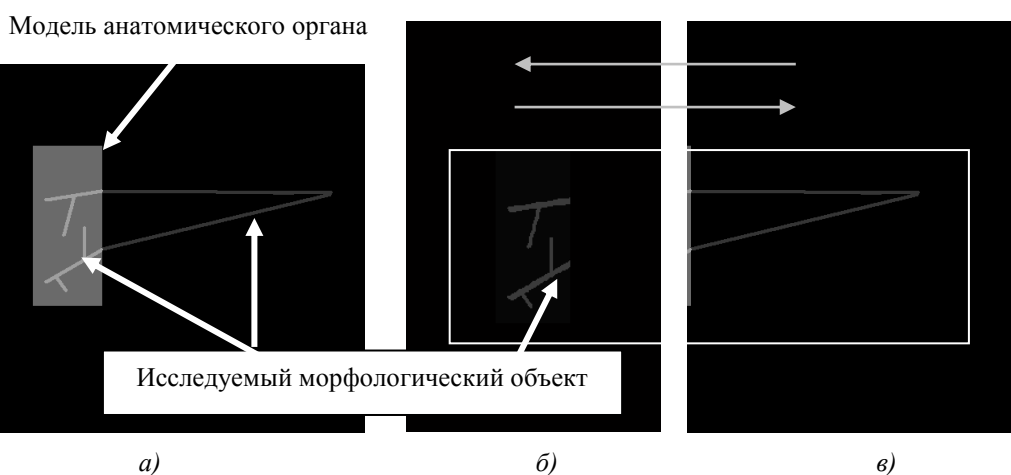 Модель анатомического органа
Исследуемый морфологический объект
а) б) в)